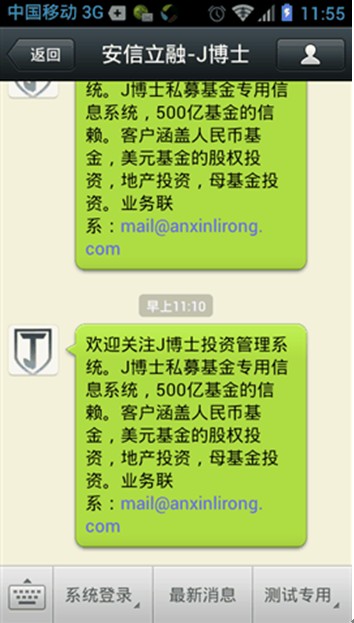 中国移动 3G 11:55
返回 安信立融-J博士
统。J博士私募基金专用信
息系统，500亿基金的信
赖。客户涵盖人民币基
金，美元基金的股权投
资，地产投资，母基金投
资。业务联
系：mail@anxinlirong.
com
早上11:10
J
欢迎关注J博士投资管理系
统。J博士私募基金专用信
息系统，500亿基金的信
赖。客户涵盖人民币基
金，美元基金的股权投
资，地产投资，母基金投
资。业务联
系：mail@anxinlirong.
com
系统登录 最新消息 测试专用